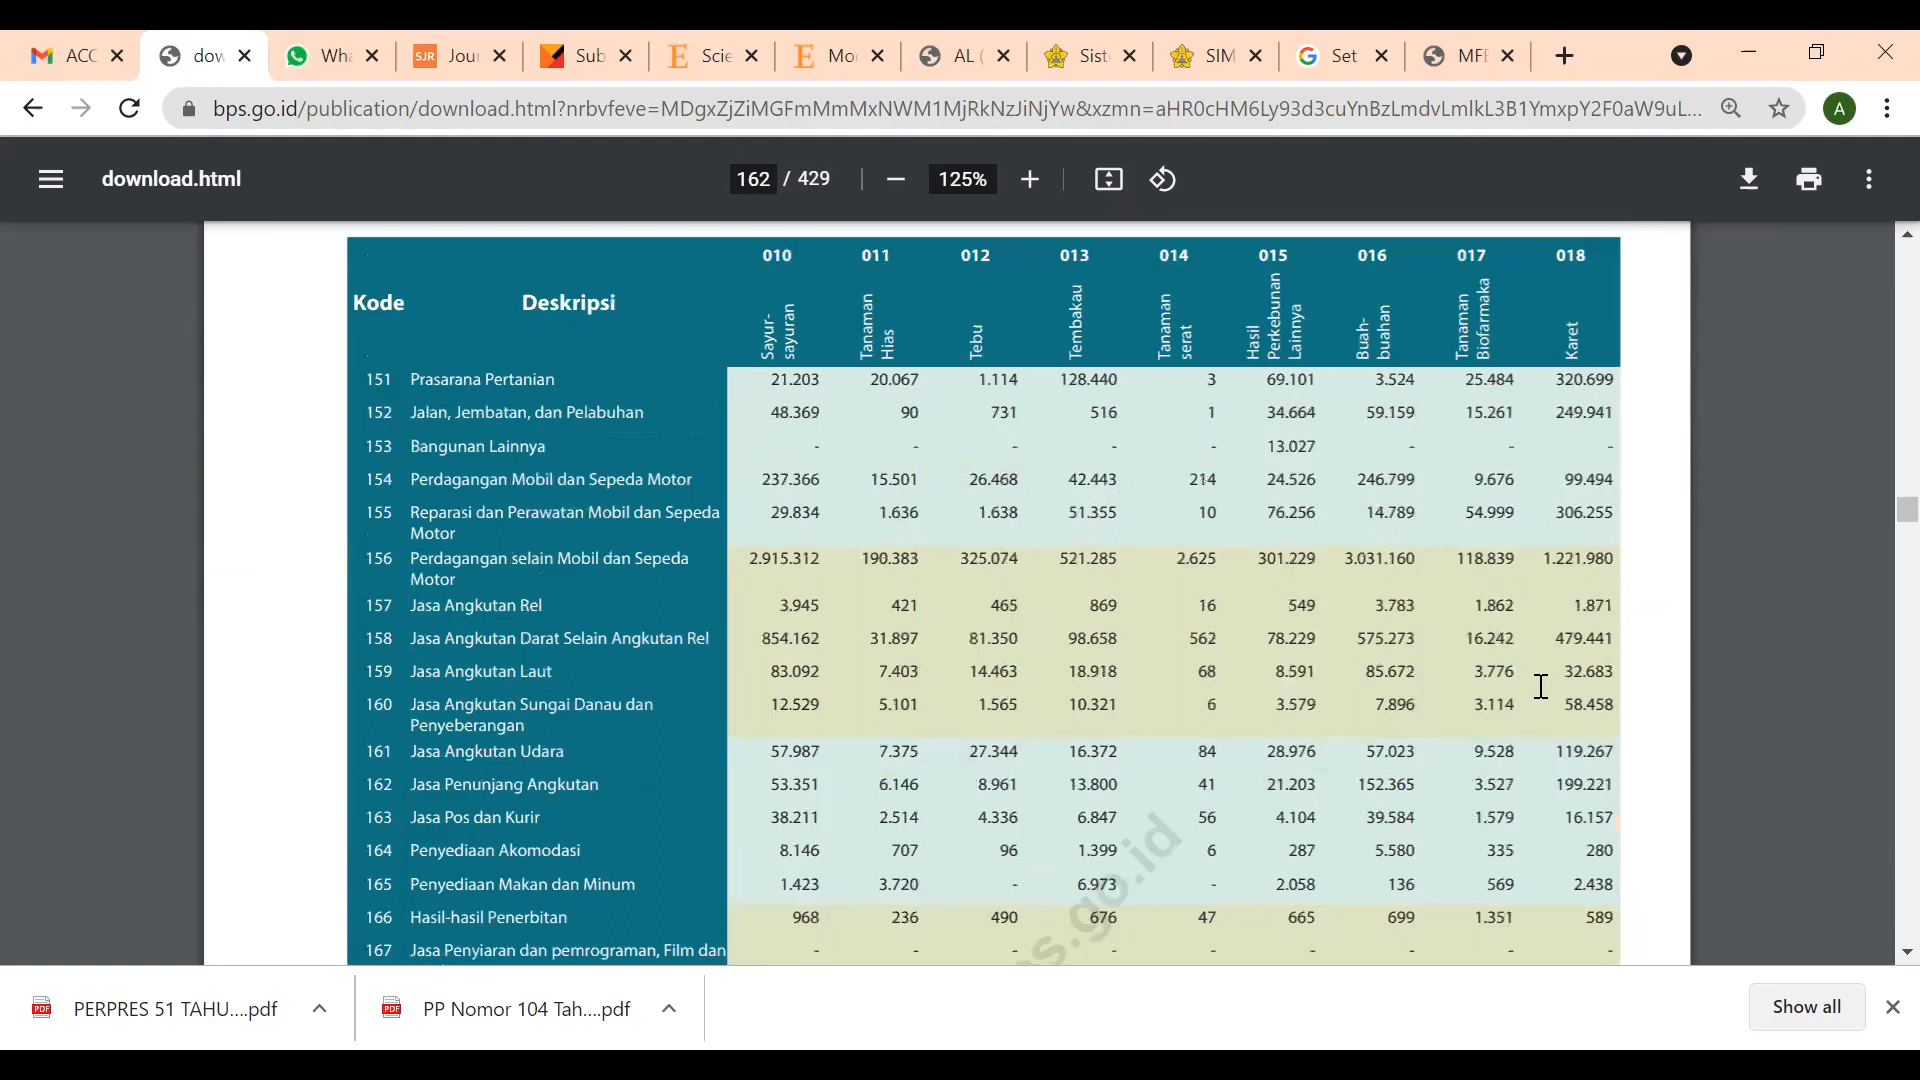 ACC
dow
Wha
SJR Jour
Sub
Scie
Mo
AL (
Sist
SIM
Set
MFE
bps.go.id/publication/download.html?nrbvfeve=MDgxZjZiMGFmMmMxNWM1MjRkNzJiNjYw&xzmn=aHR0cHM6Ly93d3cuYnBzLmdvLmlkL3B1YmxpY2F0aW9uL...
A
download.html
162 / 429
125%
010 011 012 013 014 015 016 017 018
Kode Deskripsi
Sayur-
sayuran
Tanaman
Hias
Tebu
Tembakau
Tanaman
serat
Hasil
Perkebunan
Lainnya
Buah-
buahan
Tanaman
Biofarmaka
Karet
151 Prasarana Pertanian 21.203 20.067 1.114 128.440 3 69.101 3.524 25.484 320.699
152 Jalan, Jembatan, dan Pelabuhan 48.369 90 731 516 1 34.664 59.159 15.261 249.941
153 Bangunan Lainnya - - - - - 13.027 - - -
154 Perdagangan Mobil dan Sepeda Motor 237.366 15.501 26.468 42.443 214 24.526 246.799 9.676 99.494
155 Reparasi dan Perawatan Mobil dan Sepeda 29.834 1.636 1.638 51.355 10 76.256 14.789 54.999 306.255
Motor
156 Perdagangan selain Mobil dan Sepeda 2.915.312 190.383 325.074 521.285 2.625 301.229 3.031.160 118.839 1.221.980
Motor
157 Jasa Angkutan Rel 3.945 421 465 869 16 549 3.783 1.862 1.871
158 Jasa Angkutan Darat Selain Angkutan Rel 854.162 31.897 81.350 98.658 562 78.229 575.273 16.242 479.441
159 Jasa Angkutan Laut 83.092 7.403 14.463 18.918 68 8.591 85.672 3.776 32.683
160 Jasa Angkutan Sungai Danau dan 12.529 5.101 1.565 10.321 6 3.579 7.896 3.114 58.458
Penyeberangan
161 Jasa Angkutan Udara 57.987 7.375 27.344 16.372 84 28.976 57.023 9.528 119.267
162 Jasa Penunjang Angkutan 53.351 6.146 8.961 13.800 41 21.203 152.365 3.527 199.221
163 Jasa Pos dan Kurir 38.211 2.514 4.336 6.847 56 4.104 39.584 1.579 16.157
164 Penyediaan Akomodasi 8.146 707 96 1.399 6 287 5.580 335 280
165 Penyediaan Makan dan Minum 1.423 3.720 - 6.973 - 2.058 136 569 2.438
166 Hasil-hasil Penerbitan 968 236 490 676 47 665 699 1.351 589
167 Jasa Penyiaran dan pemrograman, Film dan - - - - - - - - -
s.go.id
PDF PERPRES 51 TAHU....pdf
PDF PP Nomor 104 Tah....pdf
Show all